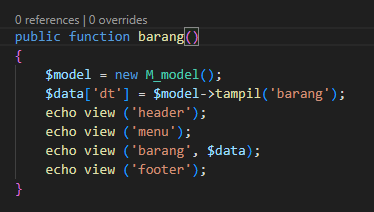 0 references | 0 overrides
public function barang()
{
    $model = new M_model();
    $data['dt'] = $model->tampil('barang');
    echo view ('header');
    echo view ('menu');
    echo view ('barang', $data);
    echo view ('footer');
}